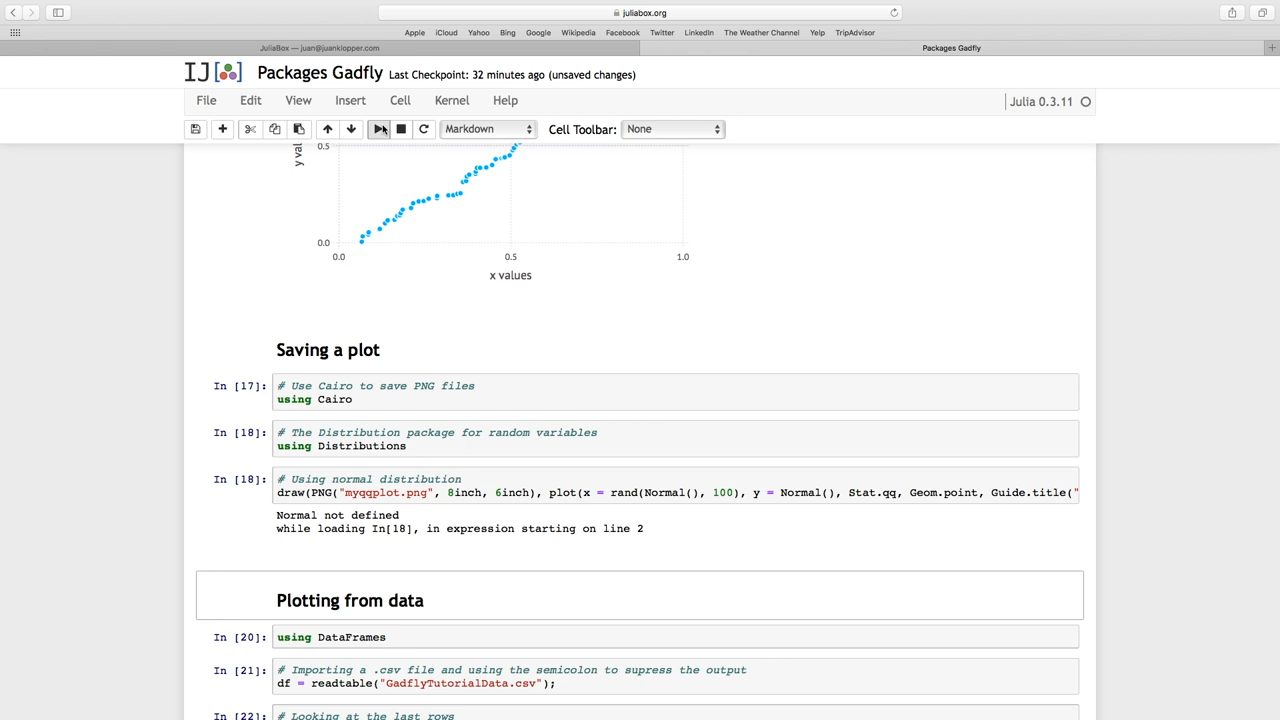 juliabox.org
Apple iCloud Yahoo Bing Google Wikipedia Facebook Twitter LinkedIn The Weather Channel Yelp TripAdvisor
JuliaBox — juan@juanklopper.com
Packages Gadfly
IJ[ ] Packages Gadfly Last Checkpoint: 32 minutes ago (unsaved changes)
File Edit View Insert Cell Kernel Help
Julia 0.3.11
Markdown Cell Toolbar: None
y val
0.5
0.0
0.0 0.5 1.0
x values
Saving a plot
In [17]: # Use Cairo to save PNG files
using Cairo
In [18]: # The Distribution package for random variables
using Distributions
In [18]: # Using normal distribution
draw(PNG("myqqplot.png", 8inch, 6inch), plot(x = rand(Normal(), 100), y = Normal(), Stat.qq, Geom.point, Guide.title("
Normal not defined
while loading In[18], in expression starting on line 2
Plotting from data
In [20]: using DataFrames
In [21]: # Importing a .csv file and using the semicolon to supress the output
df = readtable("GadflyTutorialData.csv");
In [22]: # Looking at the last rows